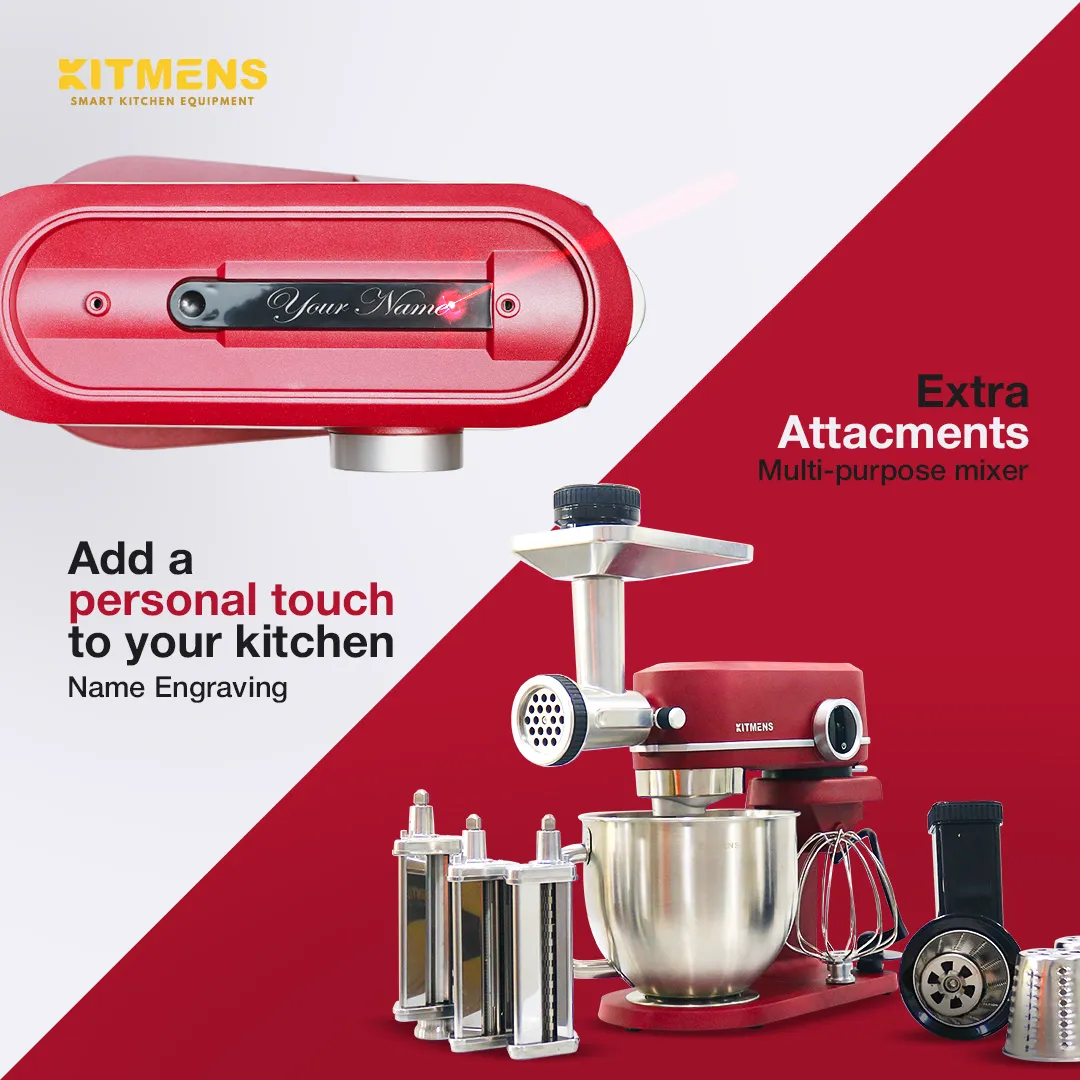 KITMENS
SMART KITCHEN EQUIPMENT
Your Name
Extra
Attacments
Multi-purpose mixer
Add a
personal touch
to your kitchen
Name Engraving
KITMENS